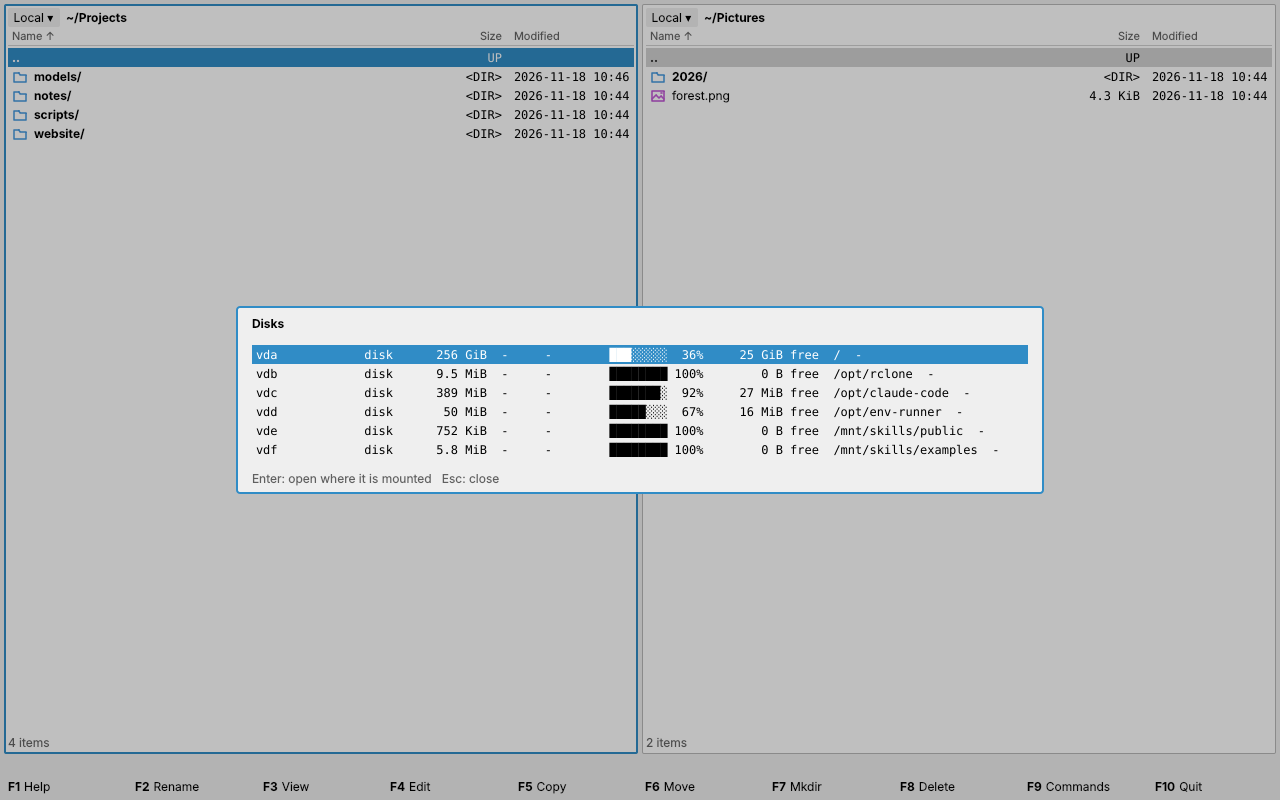 Local ▾ ~/Projects
Name ↑ Size Modified
.. UP
models/ <DIR> 2026-11-18 10:46
notes/ <DIR> 2026-11-18 10:44
scripts/ <DIR> 2026-11-18 10:44
website/ <DIR> 2026-11-18 10:44
4 items
Local ▾ ~/Pictures
Name ↑ Size Modified
.. UP
2026/ <DIR> 2026-11-18 10:44
forest.png 4.3 KiB 2026-11-18 10:44
2 items
Disks
vda disk 256 GiB - - 36% 25 GiB free / -
vdb disk 9.5 MiB - - 100% 0 B free /opt/rclone -
vdc disk 389 MiB - - 92% 27 MiB free /opt/claude-code -
vdd disk 50 MiB - - 67% 16 MiB free /opt/env-runner -
vde disk 752 KiB - - 100% 0 B free /mnt/skills/public -
vdf disk 5.8 MiB - - 100% 0 B free /mnt/skills/examples -
Enter: open where it is mounted Esc: close
F1 Help F2 Rename F3 View F4 Edit F5 Copy F6 Move F7 Mkdir F8 Delete F9 Commands F10 Quit